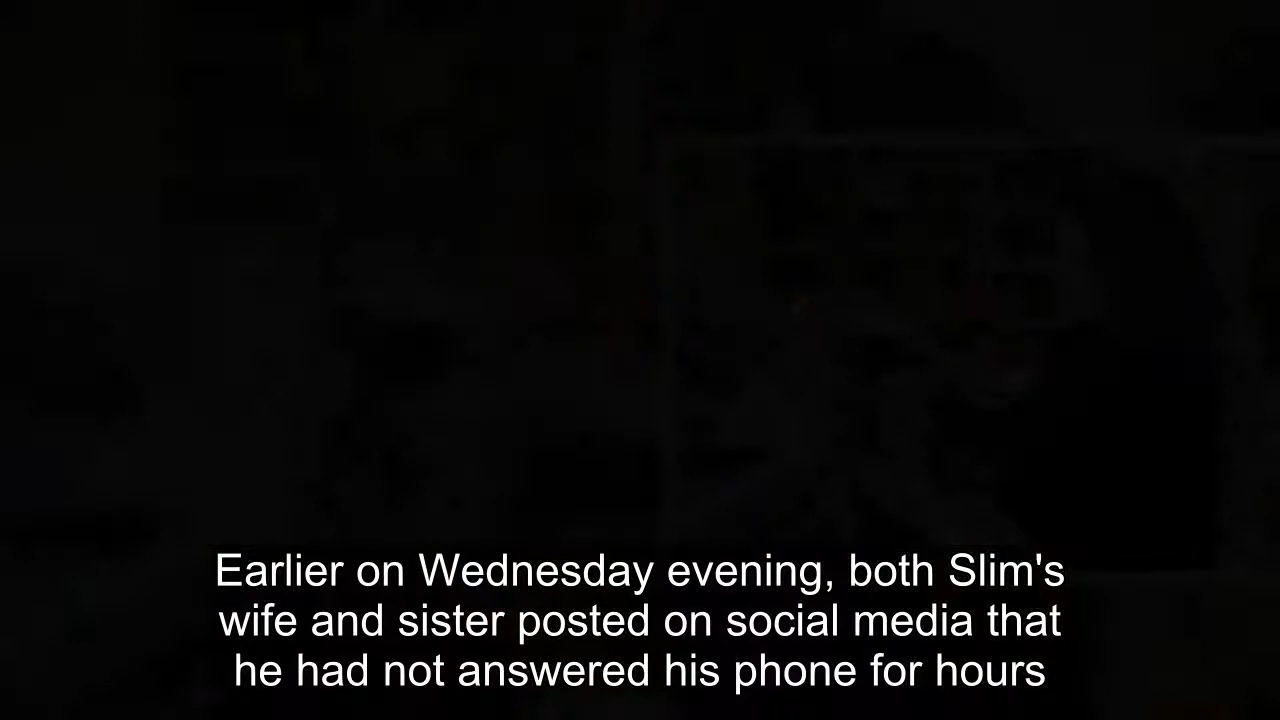 Earlier on Wednesday evening, both Slim's
wife and sister posted on social media that
he had not answered his phone for hours